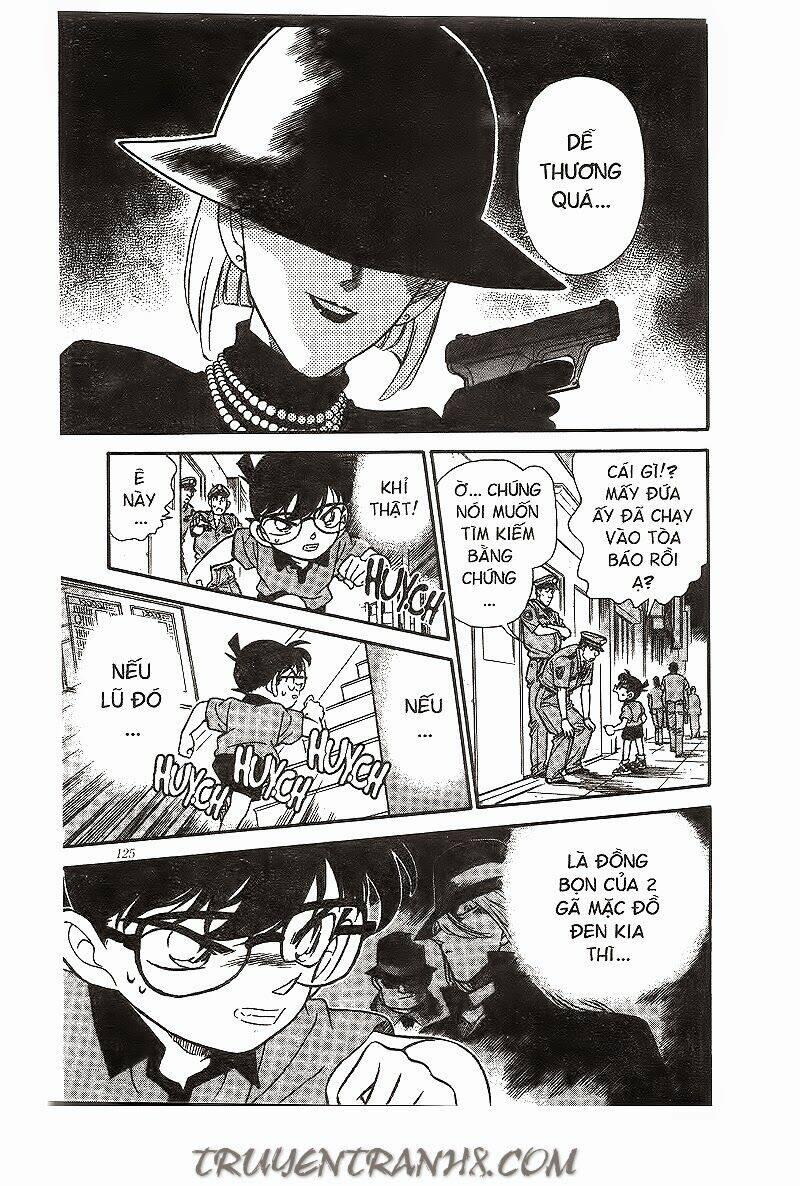 DỄ
THƯƠNG
QUÁ...
CÁI GÌ!?
MẤY ĐỨA
ẤY ĐÃ CHẠY
VÀO TÒA
BÁO RỒI
Ạ?
Ờ... CHÚNG
NÓI MUỐN
TÌM KIẾM
BẰNG
CHỨNG
...
KHỈ
THẬT!
Ê
NÀY
...
HUỴCH
NẾU
...
NẾU
LŨ ĐÓ
...
HUỴCH
HUỴCH
HUỴCH
125
LÀ ĐỒNG
BỌN CỦA 2
GÃ MẶC ĐỒ
ĐEN KIA
THÌ...
TRUYENTRANH8.COM